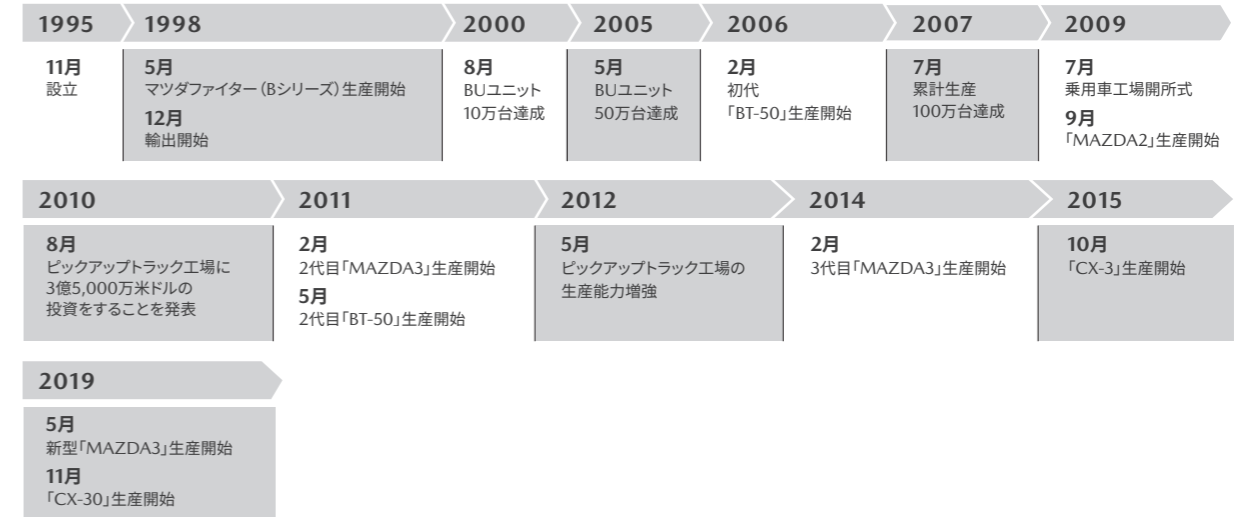 1995
11月
設立
1998
5月
マツダファイター(Bシリーズ)生産開始
12月
輸出開始
2000
8月
BUユニット
10万台達成
2005
5月
BUユニット
50万台達成
2006
2月
初代
「BT-50」生産開始
2007
7月
累計生産
100万台達成
2009
7月
乗用車工場開所式
9月
「MAZDA2」生産開始
2010
8月
ピックアップトラック工場に
3億5,000万米ドルの
投資をすることを発表
2011
2月
2代目「MAZDA3」生産開始
5月
2代目「BT-50」生産開始
2012
5月
ピックアップトラック工場の
生産能力増強
2014
2月
3代目「MAZDA3」生産開始
2015
10月
「CX-3」生産開始
2019
5月
新型「MAZDA3」生産開始
11月
「CX-30」生産開始